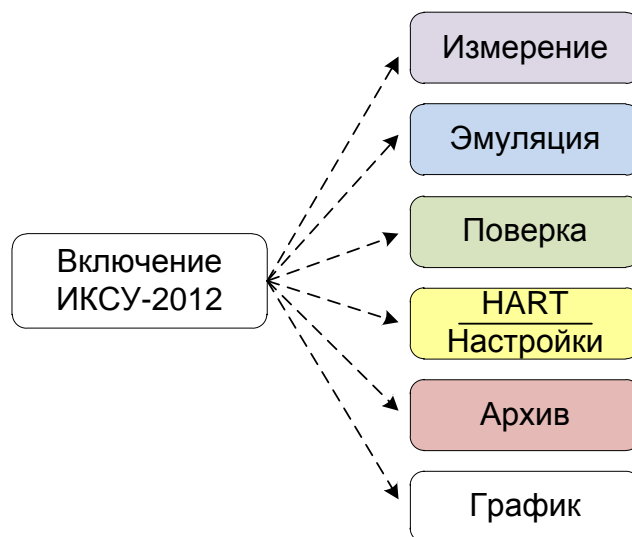 Измерение
Эмуляция
Поверка
Включение
ИКСУ-2012
HART
Настройки
Архив
График